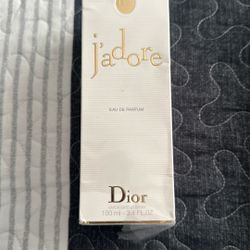 j'adore
EAU DE PARFUM
Dior
100 ml - 3.4 FL.OZ